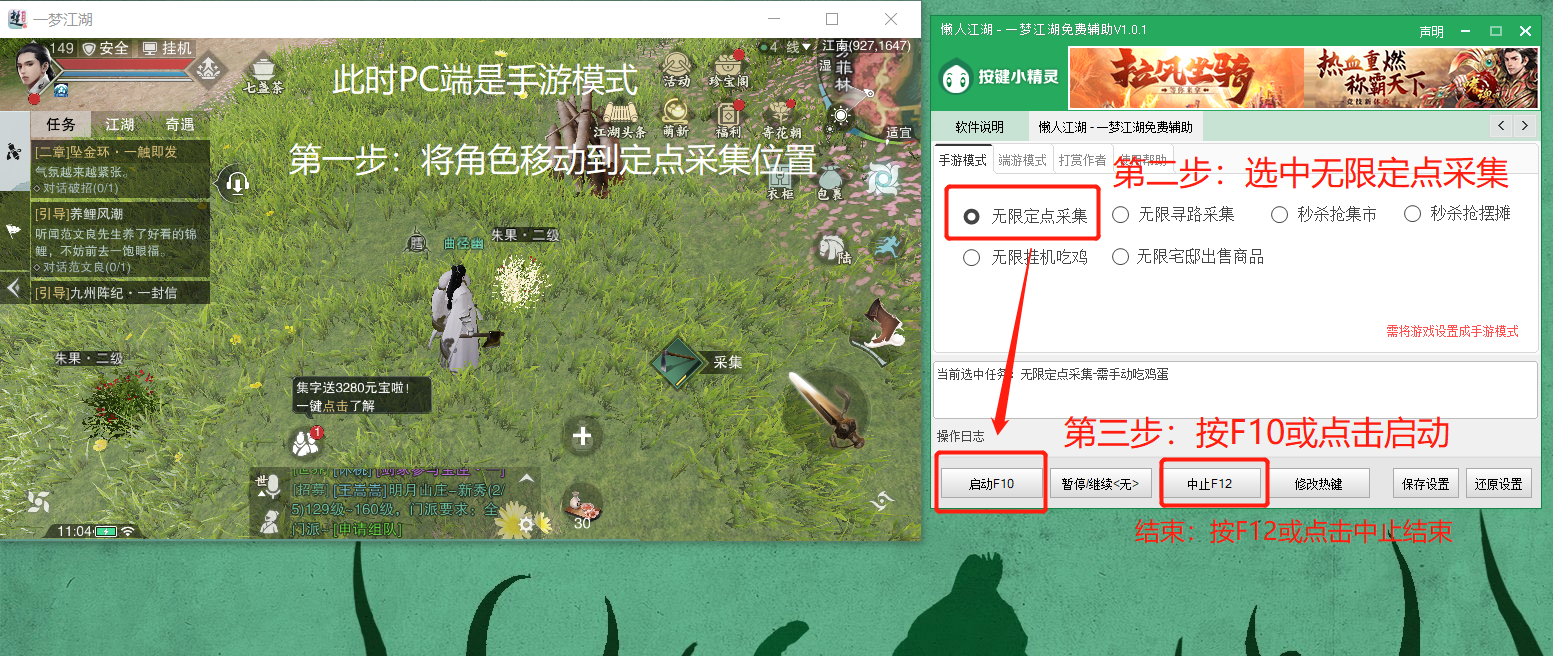 一梦江湖
149 安全 挂机
七盏茶
此时PC端是手游模式
4 线 江南(927,1647)
活动 珍宝阁
江湖头条 萌新 福利 寄花朝 适宜
任务 江湖 奇遇
第一步：将角色移动到定点采集位置
[二章]坠金环·一触即发
气氛越来越紧张。
对话破招(0/1)
衣柜 包裹
[引导]养鲤风潮
听闻范文良先生养了好看的锦
鲤，不妨前去一饱眼福。
对话范文良(0/1)
[引导]九州阵纪·一封信
曲径幽
朱果·二级
陆
朱果·二级
采集
集字送3280元宝啦！
一键点击了解
1
世
[招募][王嵩嵩]明月山庄-新秀(2/
5)129级~160级，门派要求：全
门派~[申请组队]
30
11:04
懒人江湖 - 一梦江湖免费辅助V1.0.1
声明
按键小精灵
拉风坐骑
等你来拿
热血重燃
称霸天下
软件说明 懒人江湖 - 一梦江湖免费辅助
手游模式 端游模式 打赏作者 使用帮助
第二步：选中无限定点采集
无限定点采集 无限寻路采集 秒杀抢集市 秒杀抢摆摊
无限挂机吃鸡 无限宅邸出售商品
需将游戏设置成手游模式
当前选中任务：无限定点采集-需手动吃鸡蛋
第三步：按F10或点击启动
操作日志
启动F10 暂停/继续<无> 中止F12 修改热键 保存设置 还原设置
结束：按F12或点击中止结束